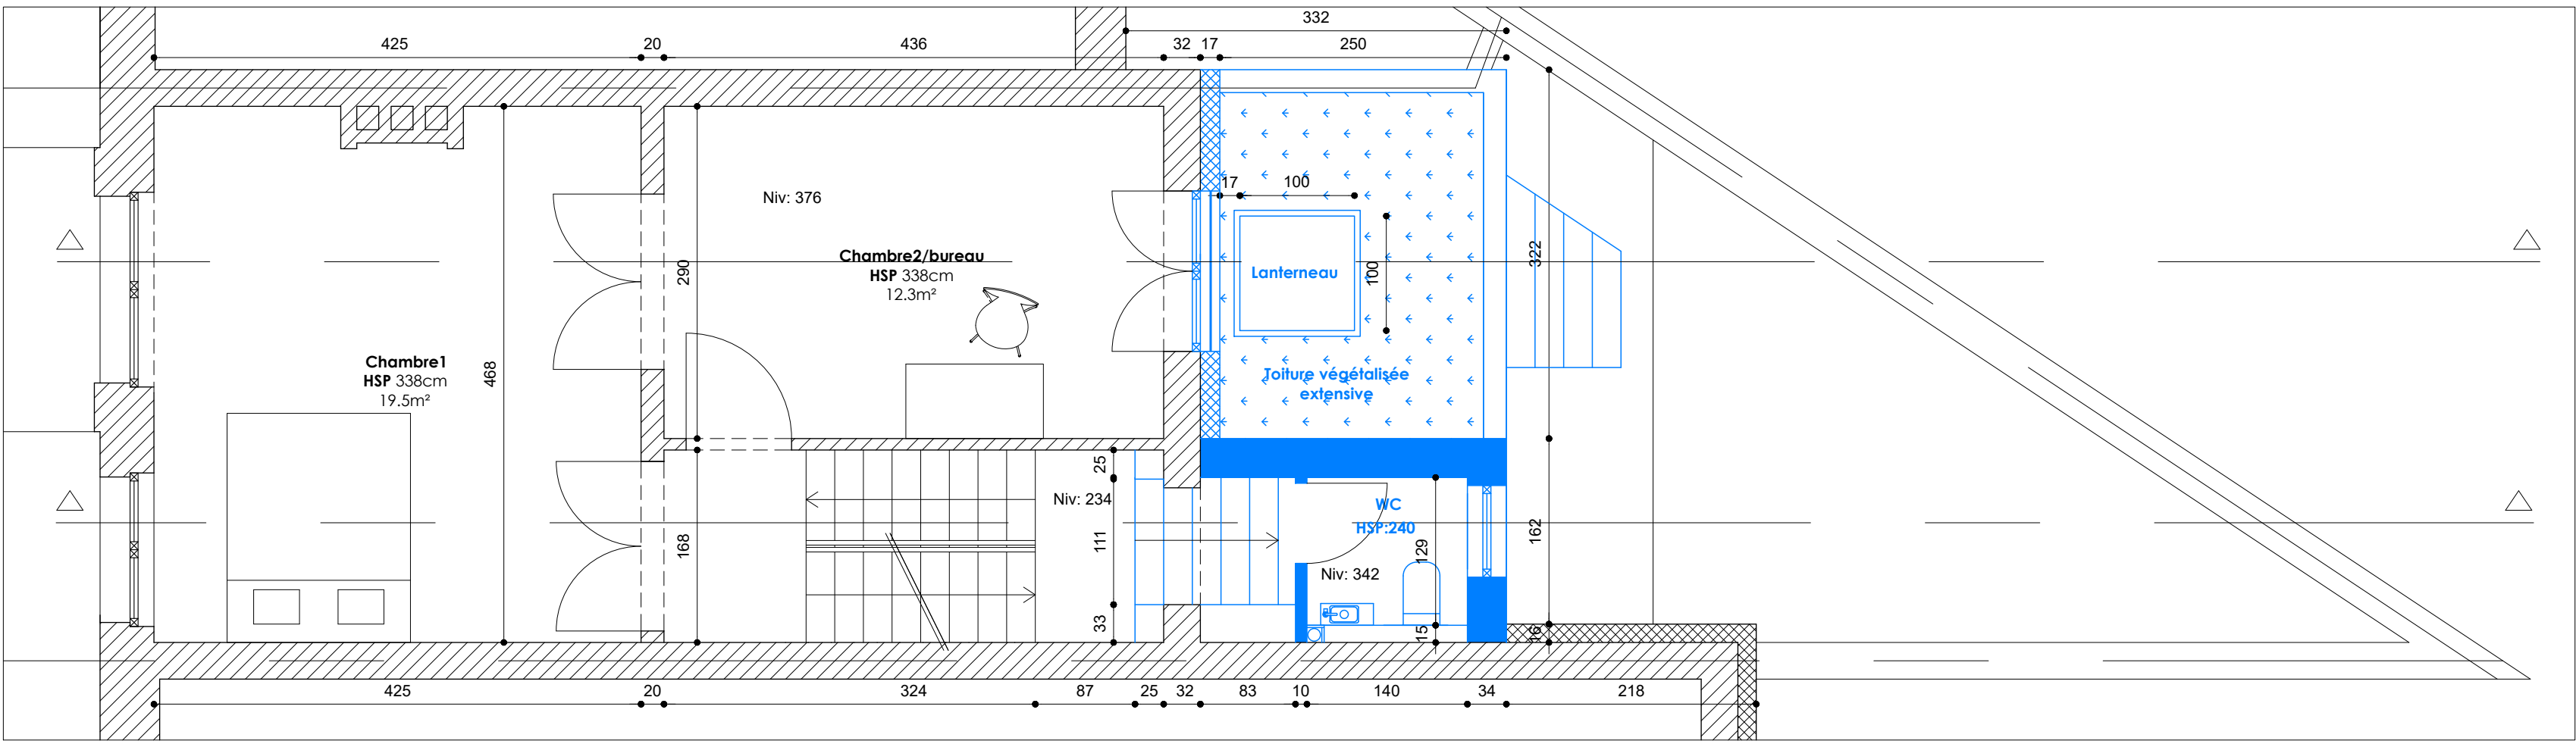 332
425
20
436
32
17
250
Niv: 376
17
100
Chambre2/bureau
HSP 338cm
12.3m²
290
Lanterneau
100
322
Chambre1
HSP 338cm
19.5m²
468
Toiture végétalisée
extensive
25
Niv: 234
WC
HSP:240
168
111
129
162
Niv: 342
33
15
16
425
20
324
87
25
32
83
10
140
34
218